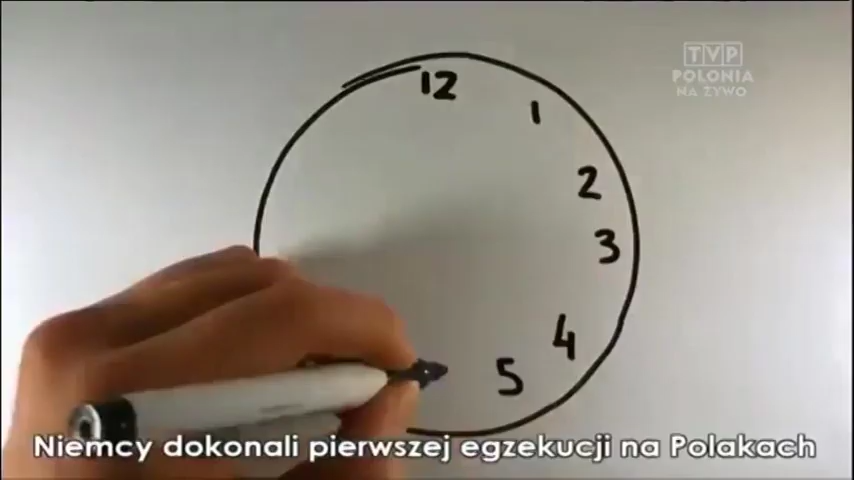 TVP
POLONIA
NA ŻYWO
12
1
2
3
4
5
Niemcy dokonali pierwszej egzekucji na Polakach